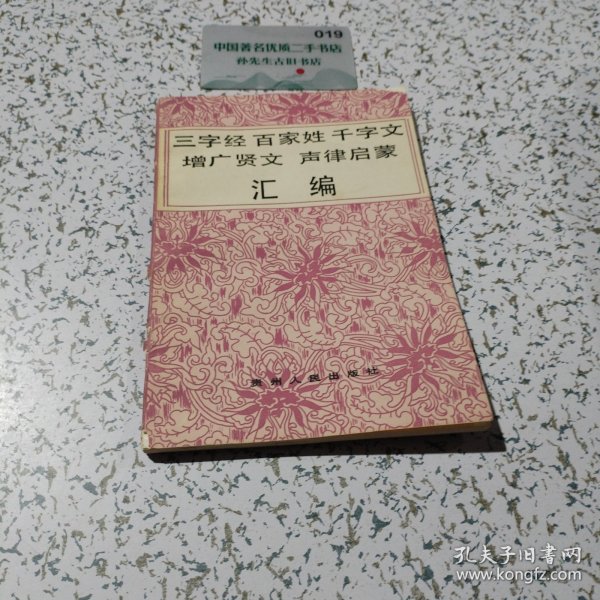 019
中国著名优质二手书店
孙先生古旧书店
三字经 百家姓 千字文
增广贤文 声律启蒙
汇 编
贵州人民出版社
孔夫子旧书网
www.kongfz.com